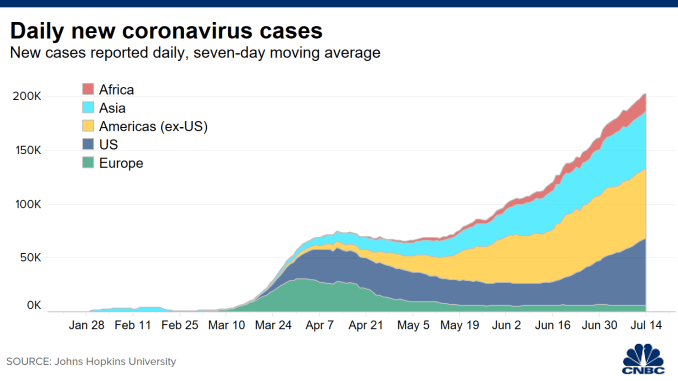 Daily new coronavirus cases
New cases reported daily, seven-day moving average
Africa
Asia
Americas (ex-US)
US
Europe
200K
150K
100K
50K
0K
Jan 28 Feb 11 Feb 25 Mar 10 Mar 24 Apr 7 Apr 21 May 5 May 19 Jun 2 Jun 16 Jun 30 Jul 14
SOURCE: Johns Hopkins University
CNBC